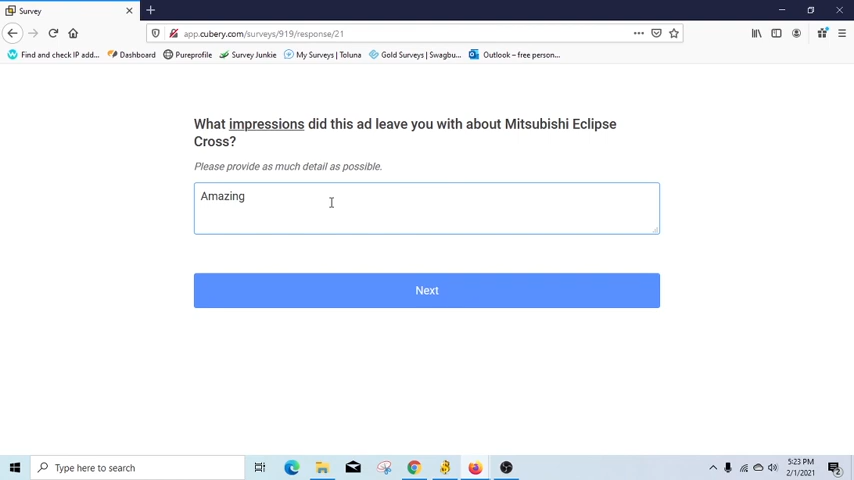 Survey
app.cubery.com/surveys/919/response/21
Find and check IP add... Dashboard Pureprofile Survey Junkie My Surveys | Toluna Gold Surveys | Swagbu... Outlook – free person...
What impressions did this ad leave you with about Mitsubishi Eclipse
Cross?
Please provide as much detail as possible.
Amazing
Next
Type here to search
5:23 PM
2/1/2021
2